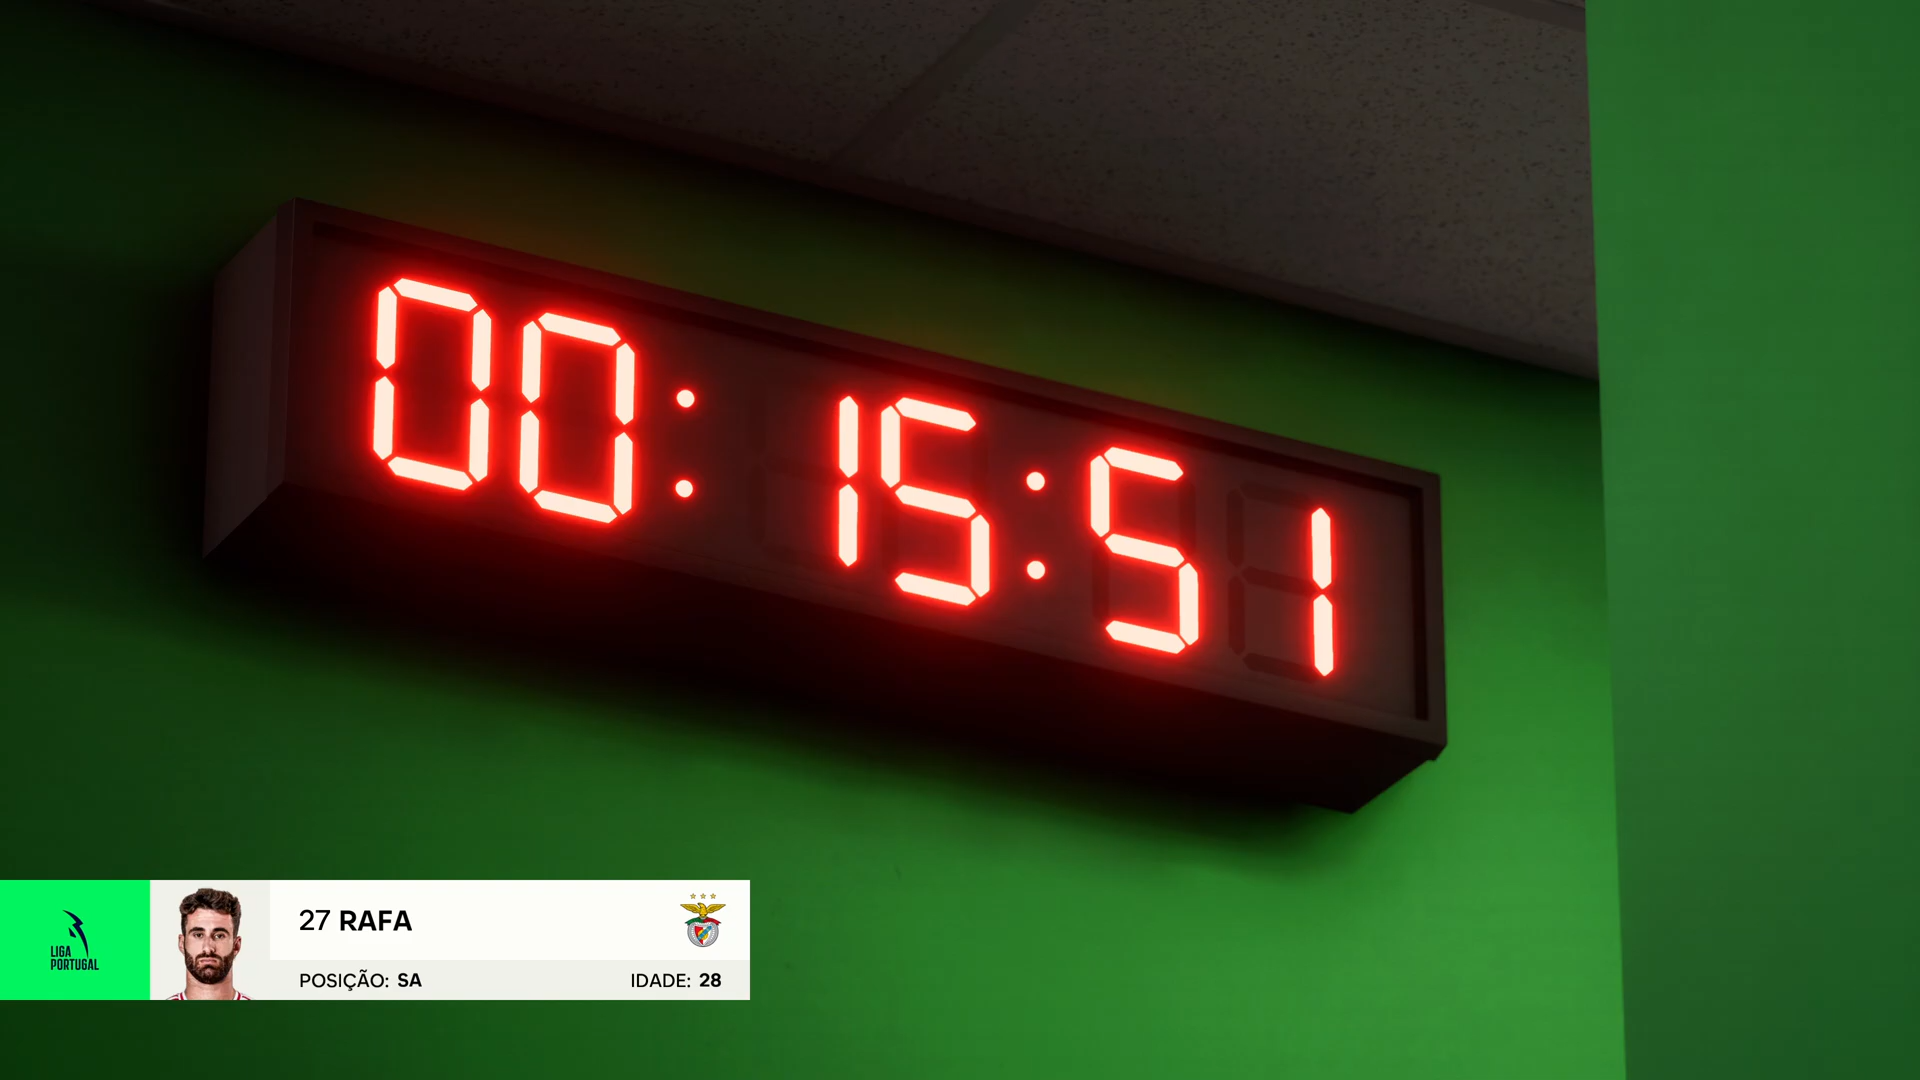 00:15:51
27 RAFA
LIGA
PORTUGAL
POSIÇÃO: SA
IDADE: 28